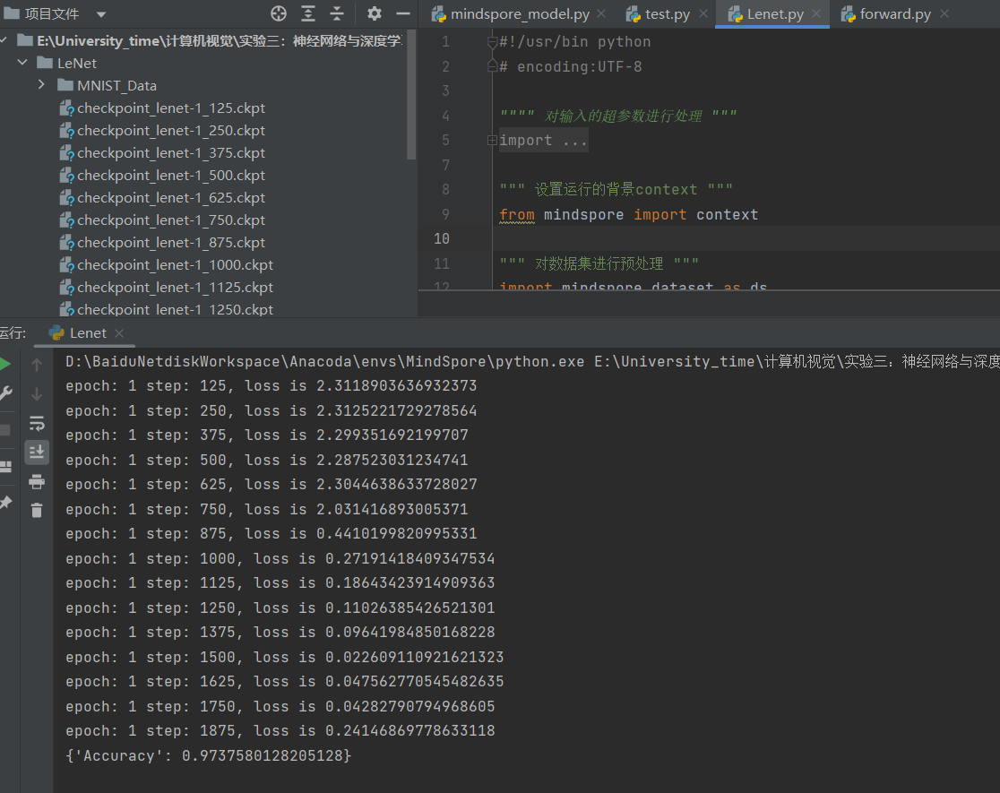 项目文件
mindspore_model.py
test.py
Lenet.py
forward.py
E:\University_time\计算机视觉\实验三：神经网络与深度学
LeNet
MNIST_Data
checkpoint_lenet-1_125.ckpt
checkpoint_lenet-1_250.ckpt
checkpoint_lenet-1_375.ckpt
checkpoint_lenet-1_500.ckpt
checkpoint_lenet-1_625.ckpt
checkpoint_lenet-1_750.ckpt
checkpoint_lenet-1_875.ckpt
checkpoint_lenet-1_1000.ckpt
checkpoint_lenet-1_1125.ckpt
checkpoint_lenet-1_1250.ckpt
1 #!/usr/bin python
2 # encoding:UTF-8
3
4 """" 对输入的超参数进行处理 """
5 import ...
7
8 """ 设置运行的背景context """
9 from mindspore import context
10
11 """ 对数据集进行预处理 """
12 import mindspore.dataset as ds
运行:
Lenet
D:\BaiduNetdiskWorkspace\Anacoda\envs\MindSpore\python.exe E:\University_time\计算机视觉\实验三：神经网络与深度
epoch: 1 step: 125, loss is 2.3118903636932373
epoch: 1 step: 250, loss is 2.3125221729278564
epoch: 1 step: 375, loss is 2.299351692199707
epoch: 1 step: 500, loss is 2.287523031234741
epoch: 1 step: 625, loss is 2.3044638633728027
epoch: 1 step: 750, loss is 2.031416893005371
epoch: 1 step: 875, loss is 0.4410199820995331
epoch: 1 step: 1000, loss is 0.27191418409347534
epoch: 1 step: 1125, loss is 0.18643423914909363
epoch: 1 step: 1250, loss is 0.11026385426521301
epoch: 1 step: 1375, loss is 0.09641984850168228
epoch: 1 step: 1500, loss is 0.022609110921621323
epoch: 1 step: 1625, loss is 0.047562770545482635
epoch: 1 step: 1750, loss is 0.04282790794968605
epoch: 1 step: 1875, loss is 0.24146869778633118
{'Accuracy': 0.9737580128205128}